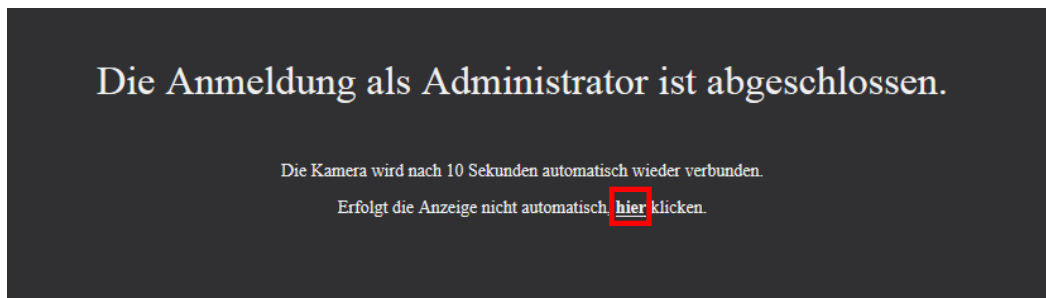 Die Anmeldung als Administrator ist abgeschlossen.
Die Kamera wird nach 10 Sekunden automatisch wieder verbunden.
Erfolgt die Anzeige nicht automatisch, hier klicken.